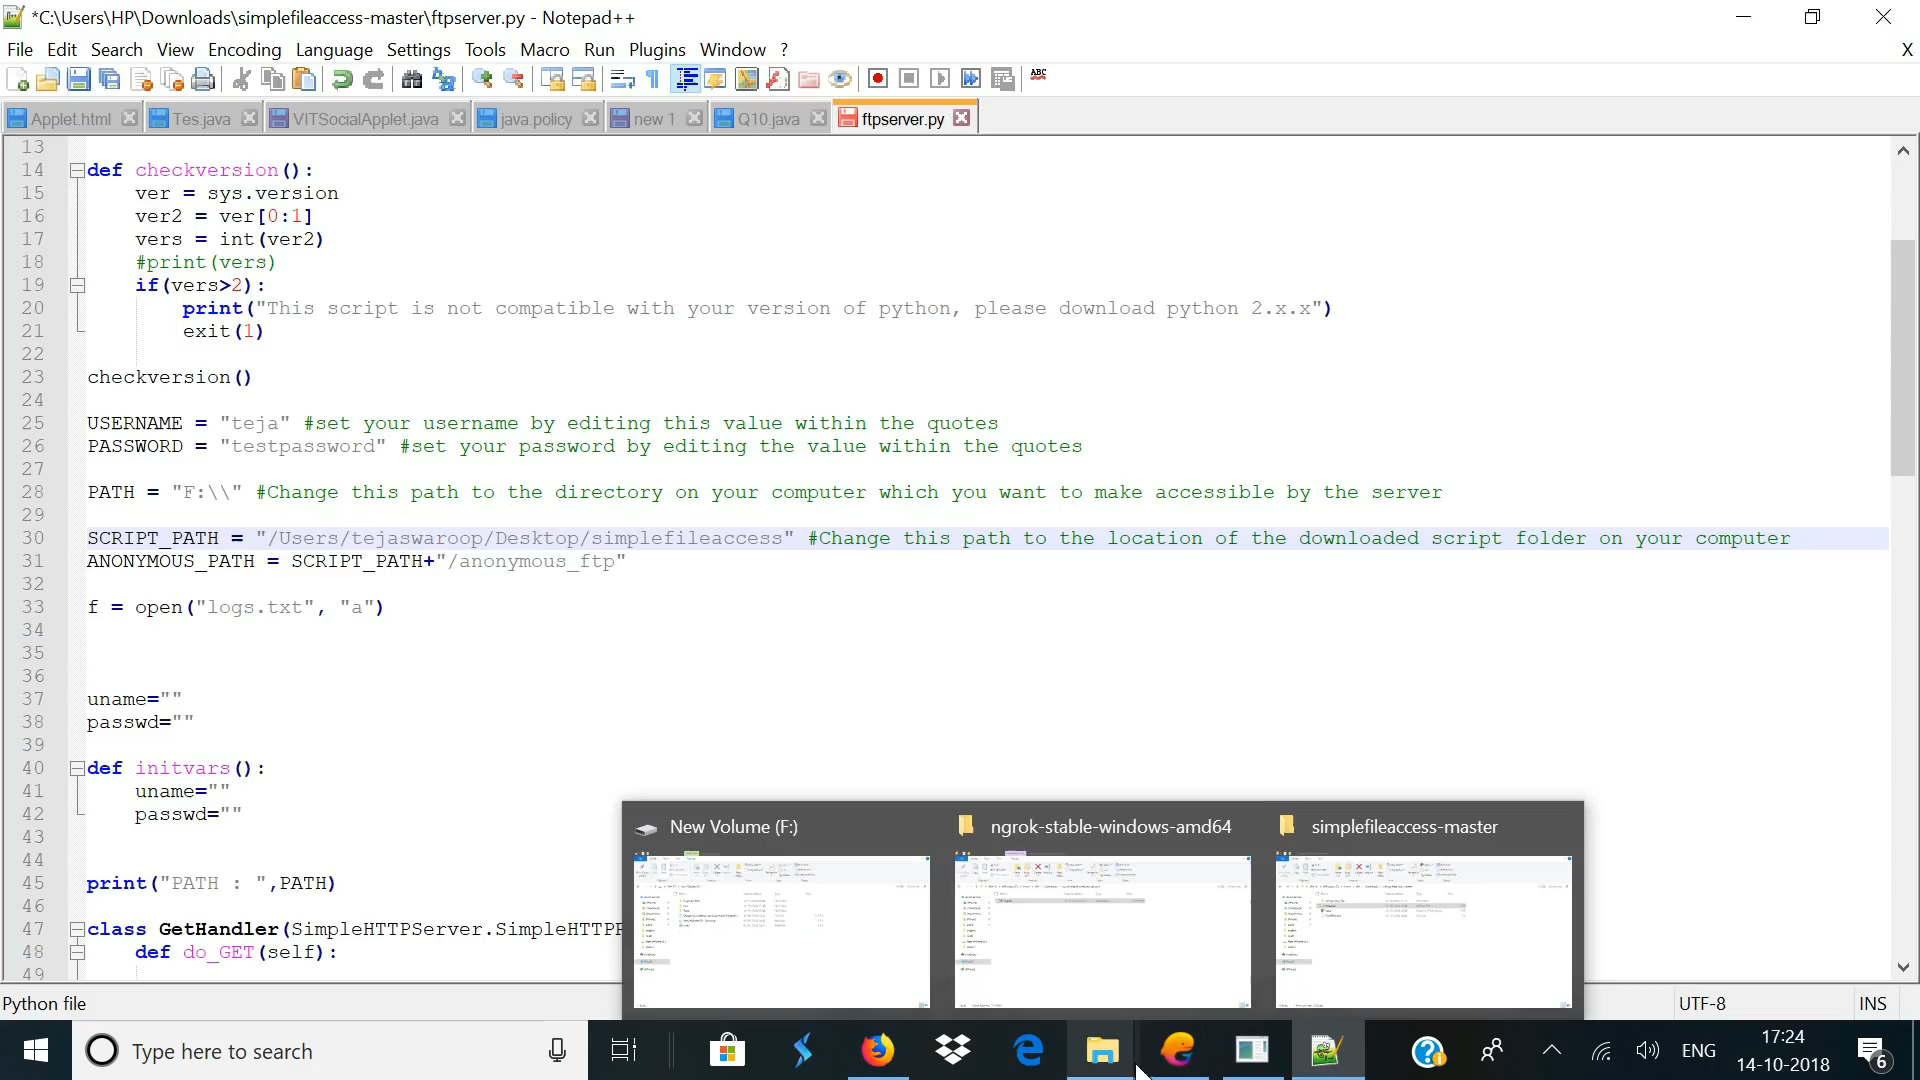 *C:\Users\HP\Downloads\simplefileaccess-master\ftpserver.py - Notepad++
File Edit Search View Encoding Language Settings Tools Macro Run Plugins Window ? X
ABC
Applet.html Tes.java VITSocialApplet.java java.policy new 1 Q10.java ftpserver.py
13
14 def checkversion():
15 ver = sys.version
16 ver2 = ver[0:1]
17 vers = int(ver2)
18 #print(vers)
19 if(vers>2):
20 print("This script is not compatible with your version of python, please download python 2.x.x")
21 exit(1)
22
23 checkversion()
24
25 USERNAME = "teja" #set your username by editing this value within the quotes
26 PASSWORD = "testpassword" #set your password by editing the value within the quotes
27
28 PATH = "F:\\" #Change this path to the directory on your computer which you want to make accessible by the server
29
30 SCRIPT_PATH = "/Users/tejaswaroop/Desktop/simplefileaccess" #Change this path to the location of the downloaded script folder on your computer
31 ANONYMOUS_PATH = SCRIPT_PATH+"/anonymous_ftp"
32
33 f = open("logs.txt", "a")
34
35
36
37 uname=""
38 passwd=""
39
40 def initvars():
41 uname=""
42 passwd=""
43
44
45 print("PATH : ",PATH)
46
47 class GetHandler(SimpleHTTPServer.SimpleHTTP
48 def do_GET(self):
49
New Volume (F:) ngrok-stable-windows-amd64 simplefileaccess-master
Python file UTF-8 INS
Type here to search ENG 17:24
14-10-2018 6